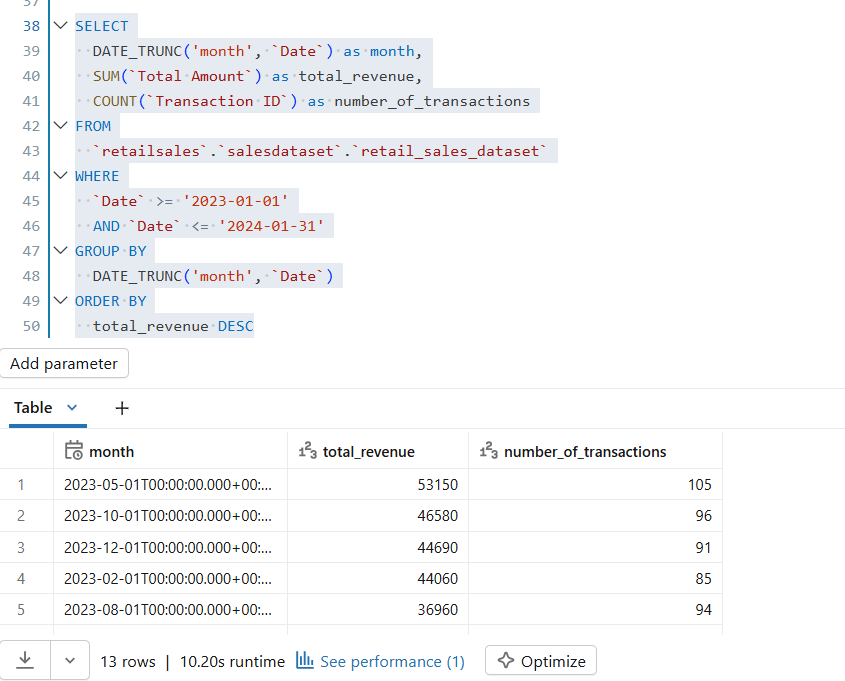 37
38 SELECT
39 DATE_TRUNC('month', `Date`) as month,
40 SUM(`Total Amount`) as total_revenue,
41 COUNT(`Transaction ID`) as number_of_transactions
42 FROM
43 `retailsales`.`salesdataset`.`retail_sales_dataset`
44 WHERE
45 `Date` >= '2023-01-01'
46 AND `Date` <= '2024-01-31'
47 GROUP BY
48 DATE_TRUNC('month', `Date`)
49 ORDER BY
50 total_revenue DESC
Add parameter
Table +
month 123 total_revenue 123 number_of_transactions
1 2023-05-01T00:00:00.000+00:... 53150 105
2 2023-10-01T00:00:00.000+00:... 46580 96
3 2023-12-01T00:00:00.000+00:... 44690 91
4 2023-02-01T00:00:00.000+00:... 44060 85
5 2023-08-01T00:00:00.000+00:... 36960 94
13 rows | 10.20s runtime See performance (1) Optimize